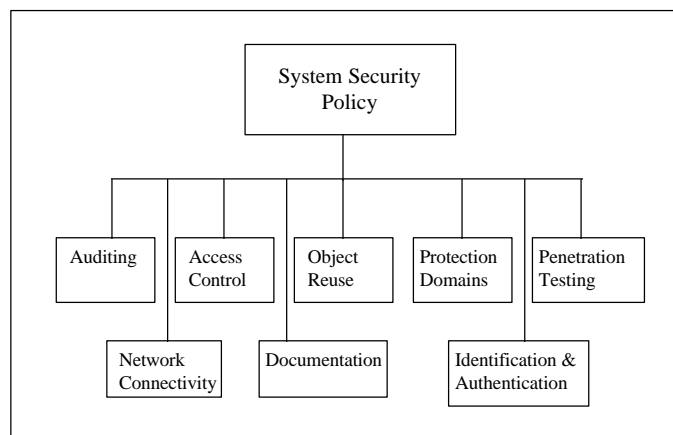 System Security
Policy
Auditing
Access
Control
Object
Reuse
Protection
Domains
Penetration
Testing
Network
Connectivity
Documentation
Identification &
Authentication